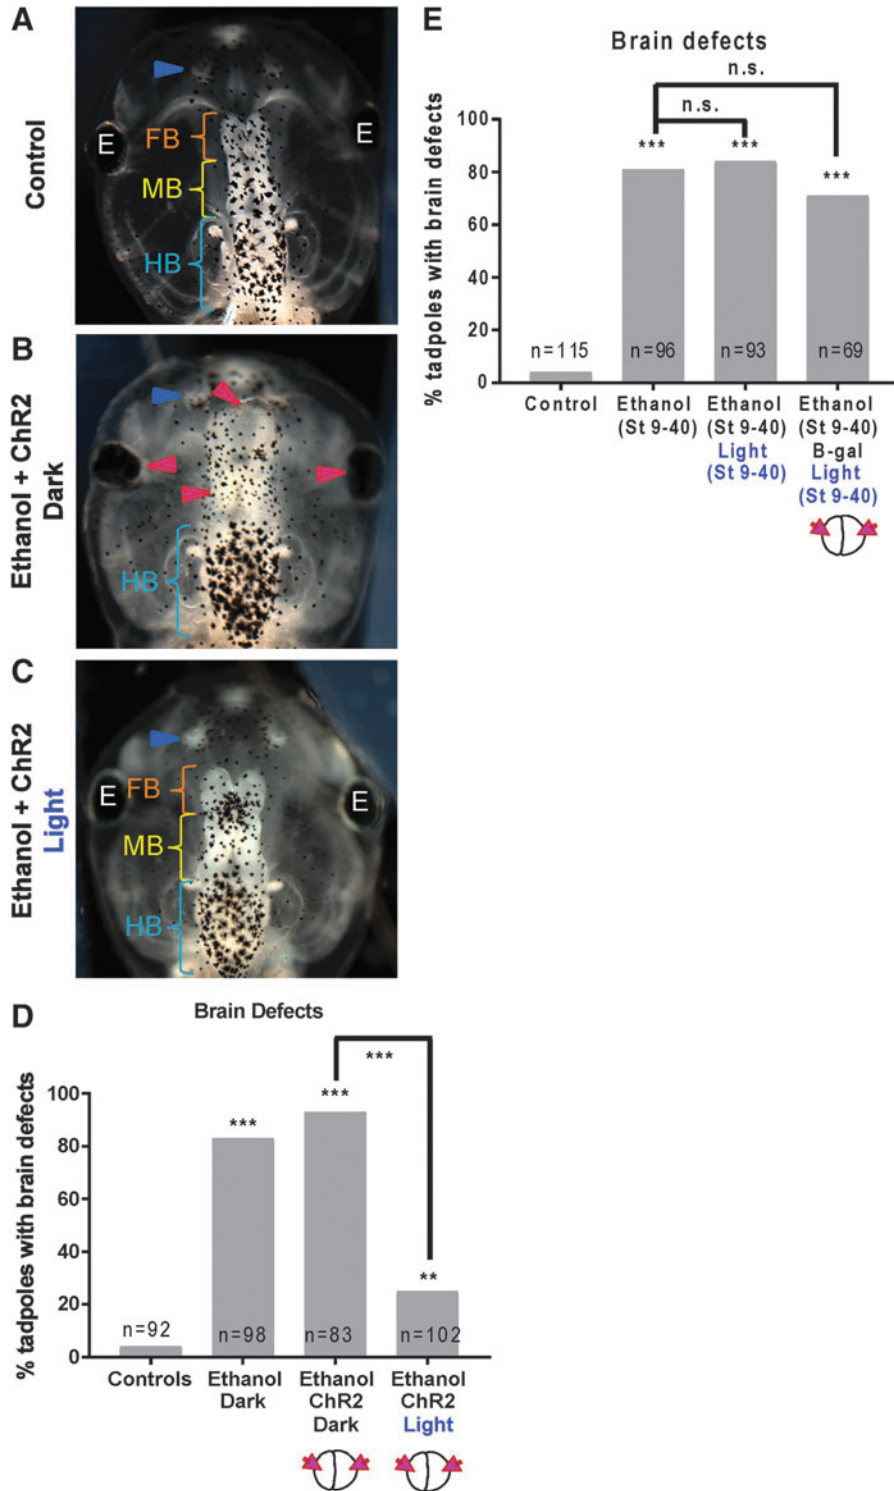 A
Control
E
E
FB
MB
HB
B
Ethanol + ChR2
Dark
HB
C
Ethanol + ChR2
Light
E
E
FB
MB
HB
D
Brain Defects
% tadpoles with brain defects
100
80
60
40
20
0
***
***
***
**
n=92
n=98
n=83
n=102
Controls
Ethanol
Dark
Ethanol
ChR2
Dark
Ethanol
ChR2
Light
E
Brain defects
n.s.
n.s.
% tadpoles with brain defects
100
80
60
40
20
0
***
***
***
n=115
n=96
n=93
n=69
Control
Ethanol
(St 9-40)
Ethanol
(St 9-40)
Light
(St 9-40)
Ethanol
(St 9-40)
B-gal
Light
(St 9-40)